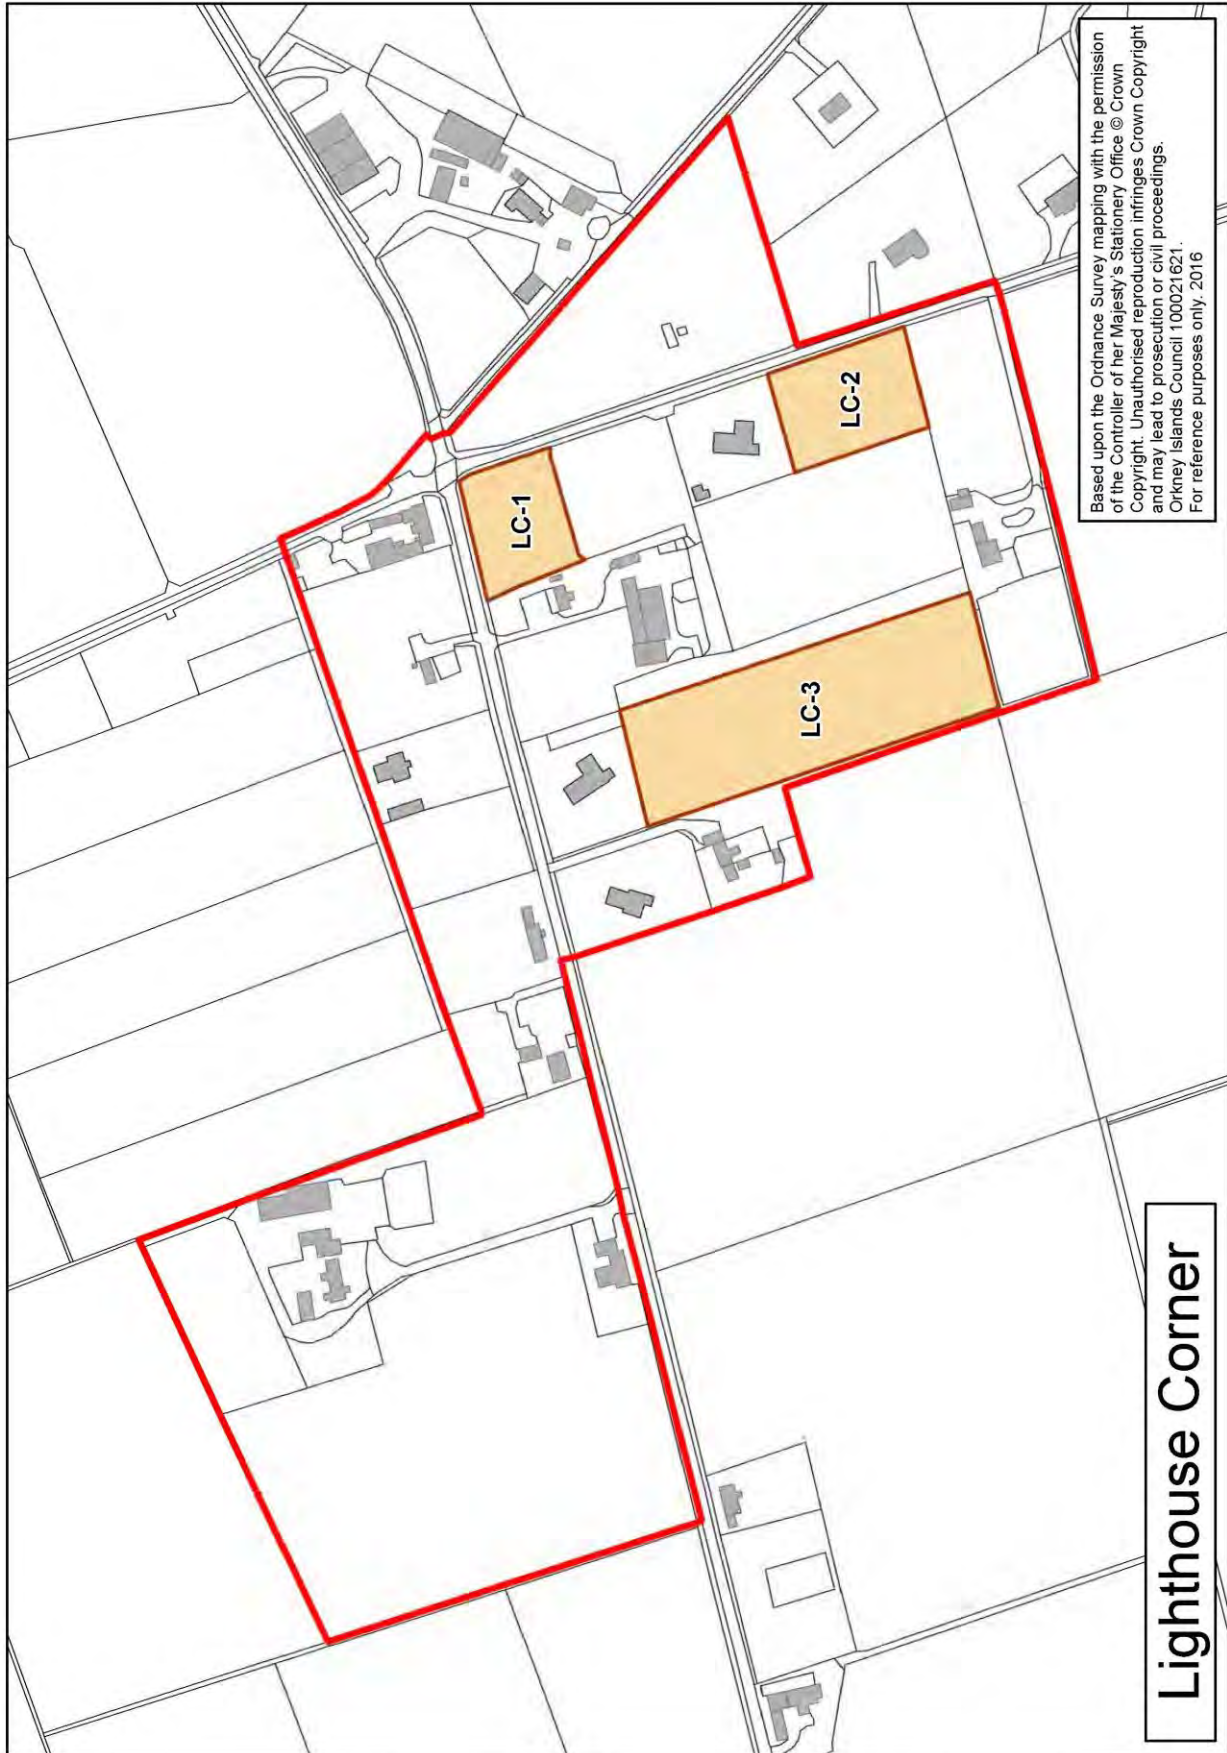 Lighthouse Corner
LC-1
LC-2
LC-3
Based upon the Ordnance Survey mapping with the permission
of the Controller of her Majesty's Stationery Office © Crown
Copyright. Unauthorised reproduction infringes Crown Copyright
and may lead to prosecution or civil proceedings.
Orkney Islands Council 100021621.
For reference purposes only. 2016